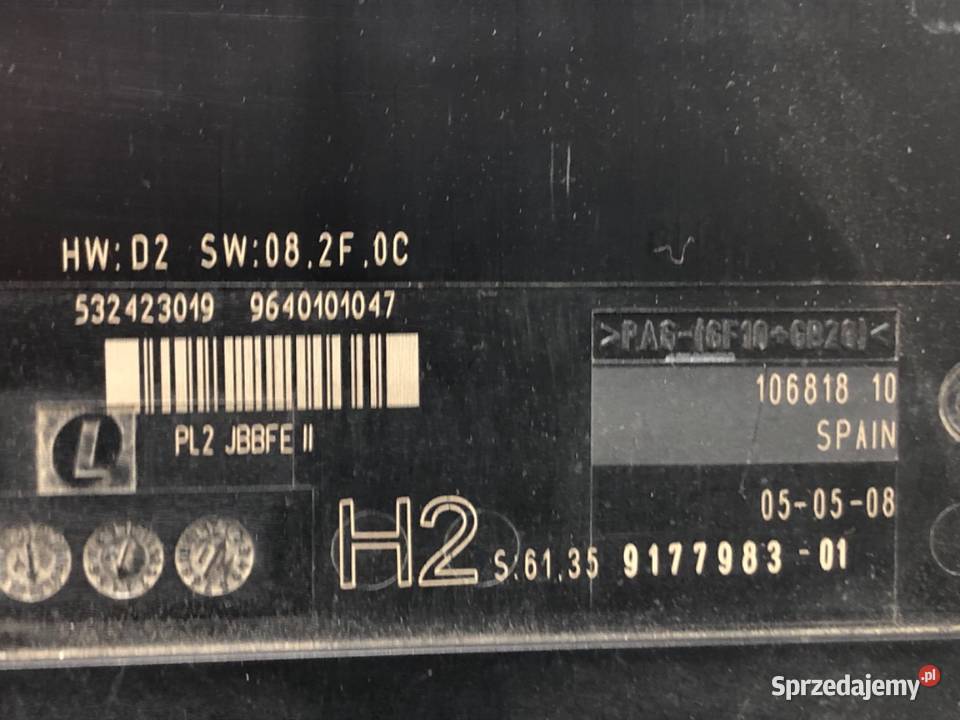 HW:D2 SW:08.2F.0C
532423019 9640101047
>PA6-(GF10+GB20)<
106818 10
SPAIN
L
PL2 JBBFE II
05-05-08
H2 S:61.35 9177983-01
Sprzedajemy.pl